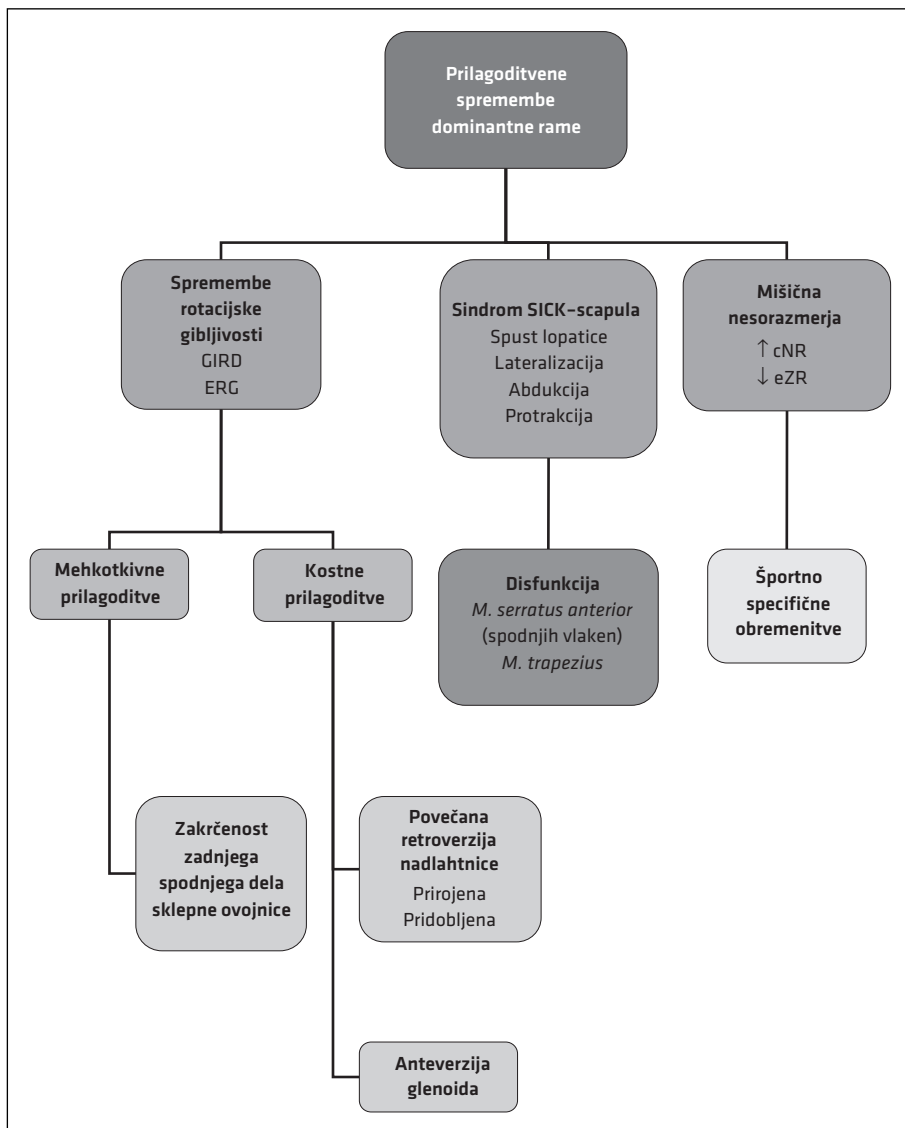 Prilagoditvene
spremembe
dominantne rame
Spremembe
rotacijske
gibljivosti
GIRD
ERG
Sindrom SICK-scapula
Spust lopatice
Lateralizacija
Abdukcija
Protrakcija
Mišična
nesorazmerja
↑ cNR
↓ eZR
Mehkotkivne
prilagoditve
Kostne
prilagoditve
Disfunkcija
M. serratus anterior
(spodnjih vlaken)
M. trapezius
Športno
specifične
obremenitve
Zakrčenost
zadnjega
spodnjega dela
sklepne ovojnice
Povečana
retroverzija
nadlahtnice
Prirojena
Pridobljena
Anteverzija
glenoida